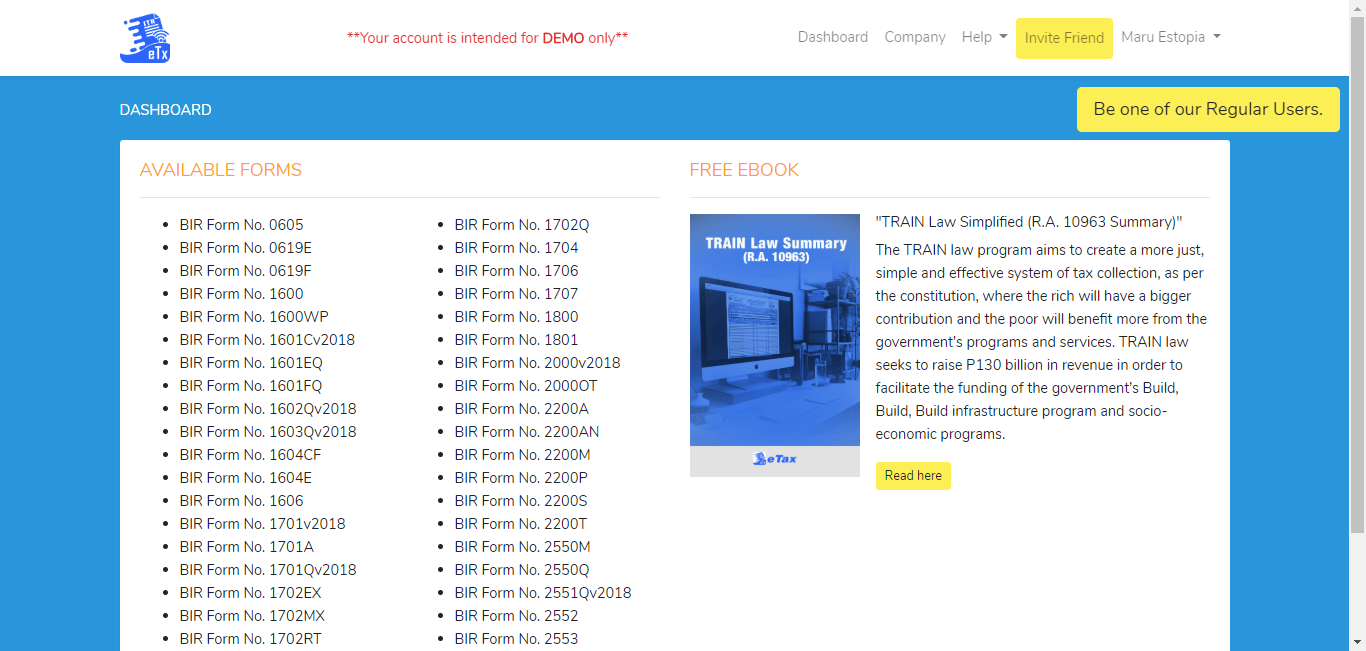 ITR
eTx
**Your account is intended for DEMO only**
Dashboard Company Help Invite Friend Maru Estopia
DASHBOARD
Be one of our Regular Users.
AVAILABLE FORMS
BIR Form No. 0605
BIR Form No. 0619E
BIR Form No. 0619F
BIR Form No. 1600
BIR Form No. 1600WP
BIR Form No. 1601Cv2018
BIR Form No. 1601EQ
BIR Form No. 1601FQ
BIR Form No. 1602Qv2018
BIR Form No. 1603Qv2018
BIR Form No. 1604CF
BIR Form No. 1604E
BIR Form No. 1606
BIR Form No. 1701v2018
BIR Form No. 1701A
BIR Form No. 1701Qv2018
BIR Form No. 1702EX
BIR Form No. 1702MX
BIR Form No. 1702RT
BIR Form No. 1702Q
BIR Form No. 1704
BIR Form No. 1706
BIR Form No. 1707
BIR Form No. 1800
BIR Form No. 1801
BIR Form No. 2000v2018
BIR Form No. 2000OT
BIR Form No. 2200A
BIR Form No. 2200AN
BIR Form No. 2200M
BIR Form No. 2200P
BIR Form No. 2200S
BIR Form No. 2200T
BIR Form No. 2550M
BIR Form No. 2550Q
BIR Form No. 2551Qv2018
BIR Form No. 2552
BIR Form No. 2553
FREE EBOOK
TRAIN Law Summary
(R.A. 10963)
eTax
"TRAIN Law Simplified (R.A. 10963 Summary)"
The TRAIN law program aims to create a more just,
simple and effective system of tax collection, as per
the constitution, where the rich will have a bigger
contribution and the poor will benefit more from the
government's programs and services. TRAIN law
seeks to raise P130 billion in revenue in order to
facilitate the funding of the government's Build,
Build, Build infrastructure program and socio-
economic programs.
Read here